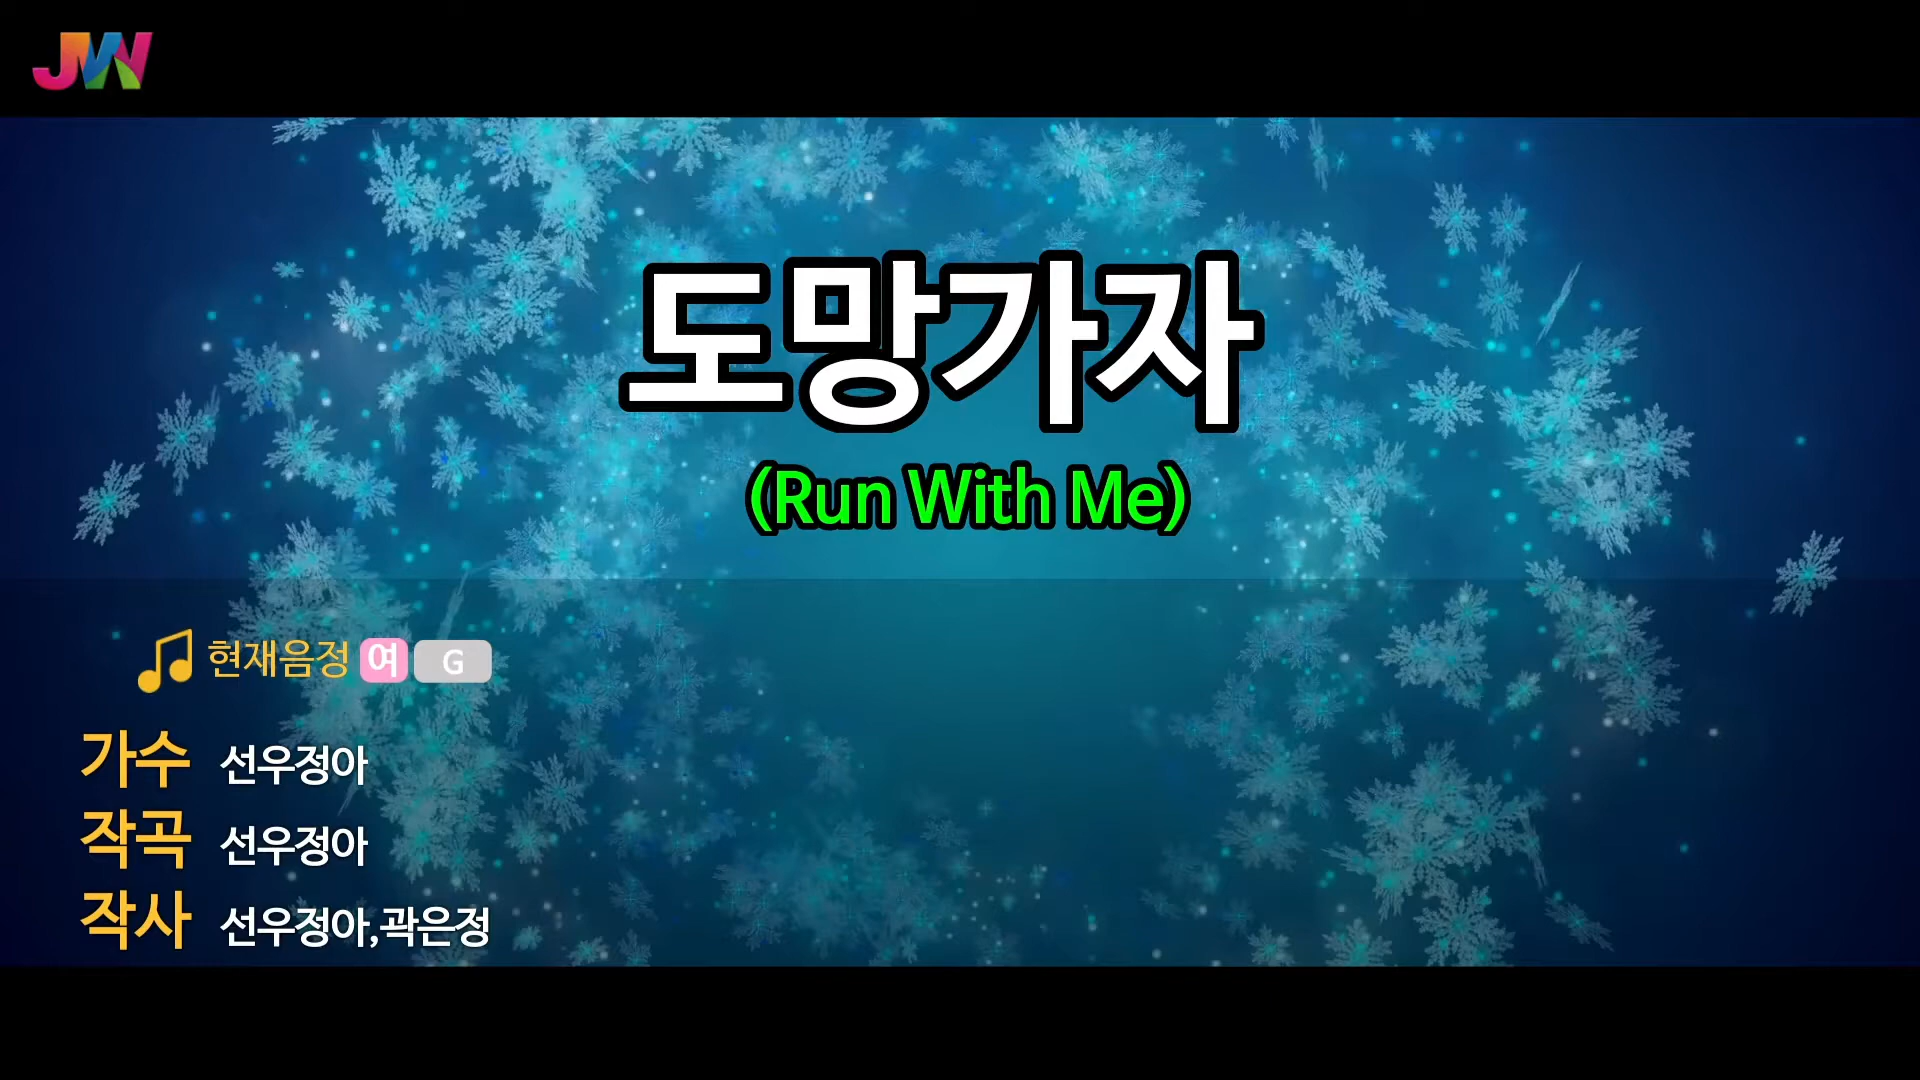 JW
도망가자
(Run With Me)
현재음정 여 G
가수 선우정아
작곡 선우정아
작사 선우정아,곽은정